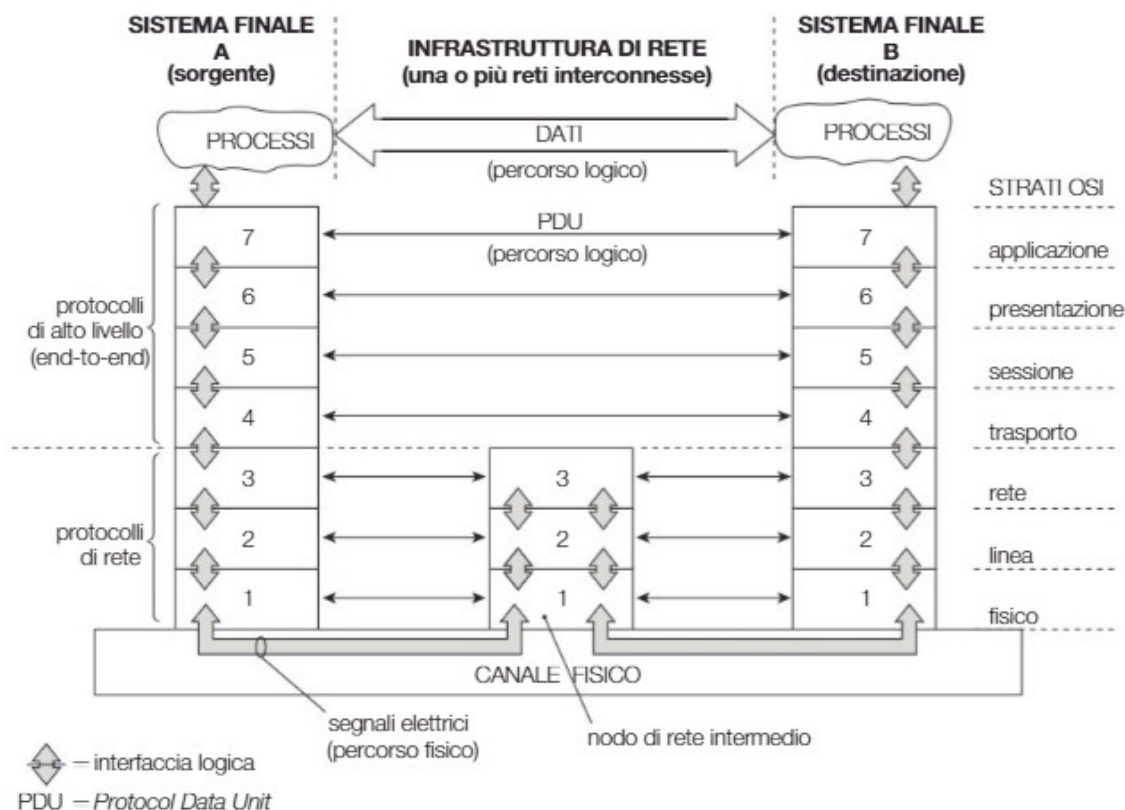 SISTEMA FINALE
A
(sorgente)
INFRASTRUTTURA DI RETE
(una o più reti interconnesse)
SISTEMA FINALE
B
(destinazione)
PROCESSI
DATI
(percorso logico)
PROCESSI
STRATI OSI
7
PDU
(percorso logico)
7
applicazione
protocolli
di alto livello
(end-to-end)
6
6
presentazione
5
5
sessione
4
4
trasporto
protocolli
di rete
3
3
3
rete
2
2
2
linea
1
1
1
fisico
CANALE FISICO
segnali elettrici
(percorso fisico)
nodo di rete intermedio
= interfaccia logica
PDU = Protocol Data Unit